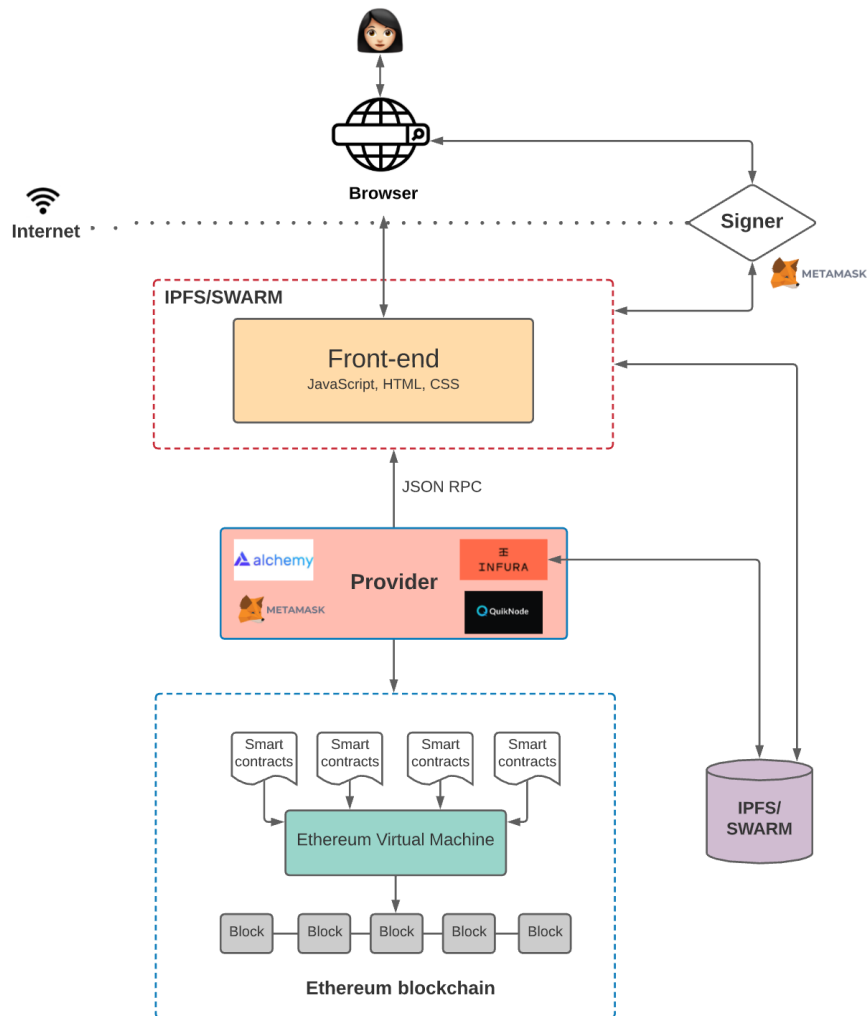 Browser
Internet
Signer
METAMASK
IPFS/SWARM
Front-end
JavaScript, HTML, CSS
JSON RPC
alchemy
INFURA
Provider
METAMASK
QuikNode
Smart
contracts
Smart
contracts
Smart
contracts
Smart
contracts
IPFS/
SWARM
Ethereum Virtual Machine
Block
Block
Block
Block
Block
Ethereum blockchain